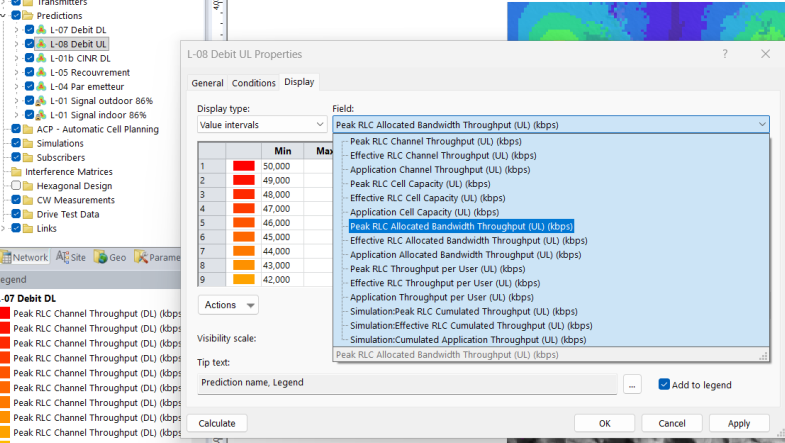 Transmitters
Predictions
L-07 Debit DL
L-08 Debit UL
L-01b CINR DL
L-05 Recouvrement
L-04 Par emetteur
L-01 Signal outdoor 86%
L-01 Signal indoor 86%
ACP - Automatic Cell Planning
Simulations
Subscribers
Interference Matrices
Hexagonal Design
CW Measurements
Drive Test Data
Links
Network
Site
Geo
Parame
egend
-07 Debit DL
Peak RLC Channel Throughput (DL) (kbps
Peak RLC Channel Throughput (DL) (kbps
Peak RLC Channel Throughput (DL) (kbps
Peak RLC Channel Throughput (DL) (kbps
Peak RLC Channel Throughput (DL) (kbps
Peak RLC Channel Throughput (DL) (kbps
Peak RLC Channel Throughput (DL) (kbps
Peak RLC Channel Throughput (DL) (kbps
Peak RLC Channel Throughput (DL) (kbps
L-08 Debit UL Properties
?
General
Conditions
Display
Display type:
Field:
Value intervals
Peak RLC Allocated Bandwidth Throughput (UL) (kbps)
Min
Max
1 50,000
2 49,000
3 48,000
4 47,000
5 46,000
6 45,000
7 44,000
8 43,000
9 42,000
Peak RLC Channel Throughput (UL) (kbps)
Effective RLC Channel Throughput (UL) (kbps)
Application Channel Throughput (UL) (kbps)
Peak RLC Cell Capacity (UL) (kbps)
Effective RLC Cell Capacity (UL) (kbps)
Application Cell Capacity (UL) (kbps)
Peak RLC Allocated Bandwidth Throughput (UL) (kbps)
Effective RLC Allocated Bandwidth Throughput (UL) (kbps)
Application Allocated Bandwidth Throughput (UL) (kbps)
Peak RLC Throughput per User (UL) (kbps)
Effective RLC Throughput per User (UL) (kbps)
Application Throughput per User (UL) (kbps)
Simulation:Peak RLC Cumulated Throughput (UL) (kbps)
Simulation:Effective RLC Cumulated Throughput (UL) (kbps)
Simulation:Cumulated Application Throughput (UL) (kbps)
Peak RLC Allocated Bandwidth Throughput (UL) (kbps)
Actions
Visibility scale:
Tip text:
Prediction name, Legend
...
Add to legend
Calculate
OK
Cancel
Apply